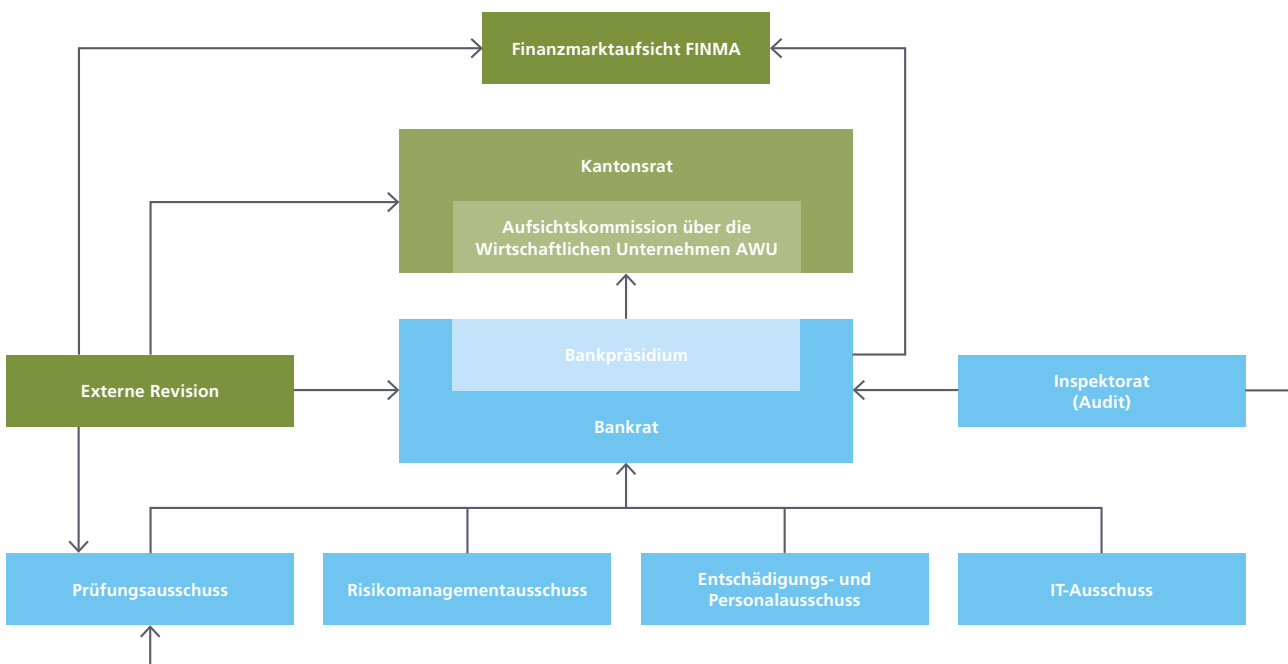 Finanzmarktaufsicht FINMA
Kantonsrat
Aufsichtskommission über die
Wirtschaftlichen Unternehmen AWU
Bankpräsidium
Externe Revision
Inspektorat
(Audit)
Bankrat
Prüfungsausschuss
Risikomanagementausschuss
Entschädigungs- und
Personalausschuss
IT-Ausschuss